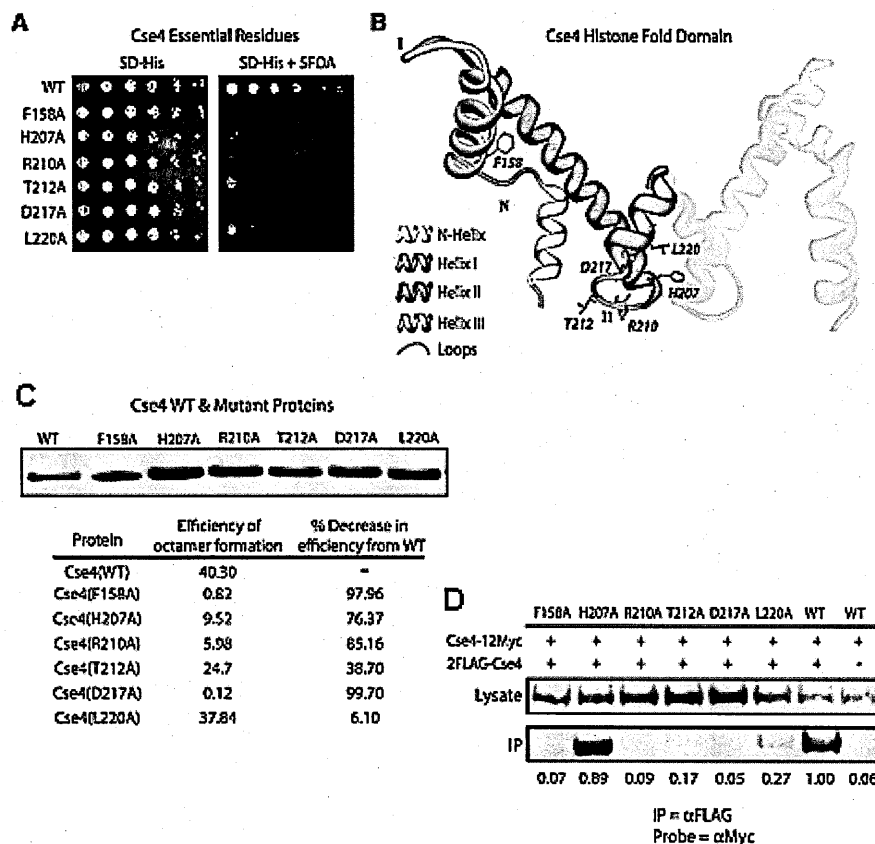 A
Cse4 Essential Residues
SD-His
SD-His + 5FOA
WT
F158A
H207A
R210A
T212A
D217A
L220A
B
Cse4 Histone Fold Domain
I
F158
N
L220
D217
H207
T212
II
R210
N-Helix
Helix I
Helix II
Helix III
Loops
C
Cse4 WT & Mutant Proteins
WT F158A H207A R210A T212A D217A L220A
Protein Efficiency of octamer formation % Decrease in efficiency from WT
Cse4(WT) 40.30 -
Cse4(F158A) 0.82 97.96
Cse4(H207A) 9.52 76.37
Cse4(R210A) 5.98 85.16
Cse4(T212A) 24.7 38.70
Cse4(D217A) 0.12 99.70
Cse4(L220A) 37.84 6.10
D
F158A H207A R210A T212A D217A L220A WT WT
Cse4-12Myc + + + + + + + +
2FLAG-Cse4 + + + + + + + -
Lysate
IP
0.07 0.89 0.09 0.17 0.05 0.27 1.00 0.06
IP = αFLAG
Probe = αMyc